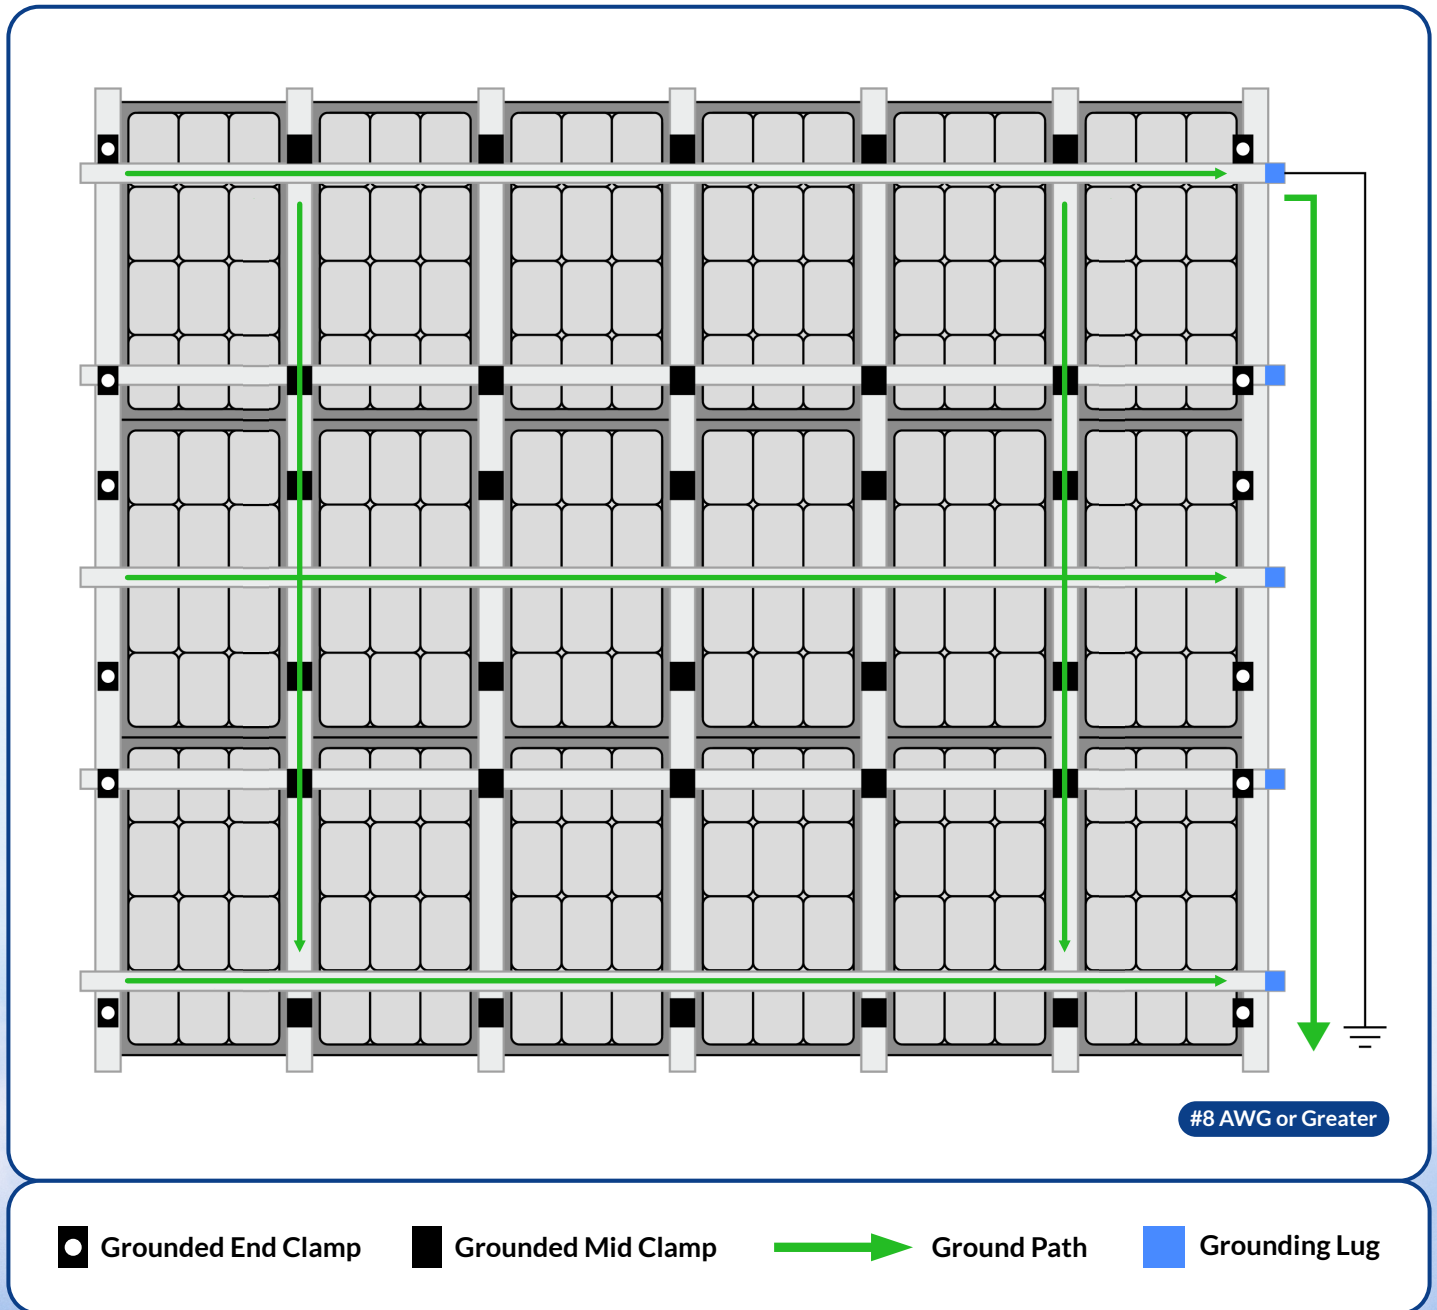 #8 AWG or Greater
Grounded End Clamp
Grounded Mid Clamp
Ground Path
Grounding Lug